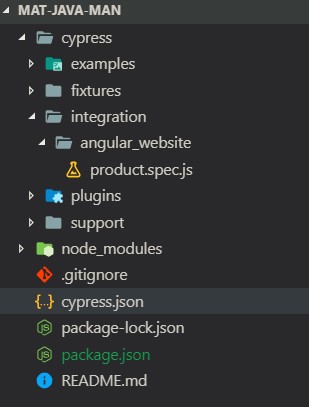 MAT-JAVA-MAN
cypress
examples
fixtures
integration
angular_website
product.spec.js
plugins
support
node_modules
.gitignore
{..} cypress.json
package-lock.json
package.json
README.md